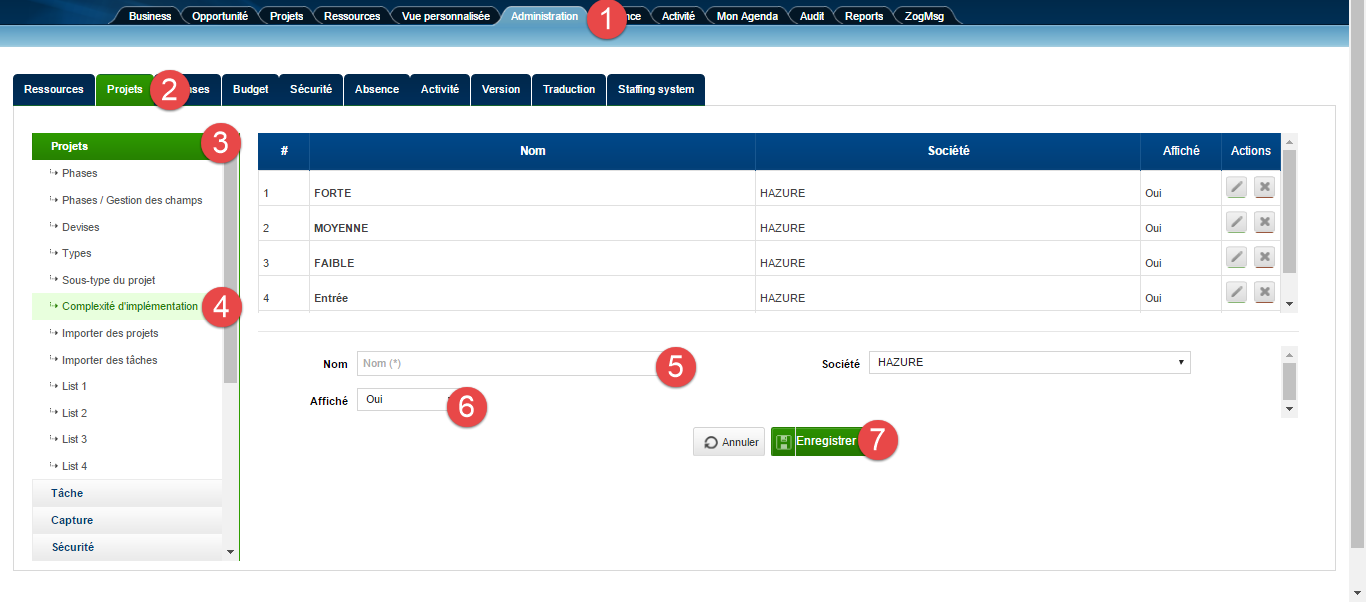 Business Opportunité Projets Ressources Vue personnalisée Administration 1 nce Activité Mon Agenda Audit Reports ZogMsg
Ressources Projets 2 ses Budget Sécurité Absence Activité Version Traduction Staffing system
Projets 3
Phases
Phases / Gestion des champs
Devises
Types
Sous-type du projet
Complexité d'implémentation 4
Importer des projets
Importer des tâches
List 1
List 2
List 3
List 4
Tâche
Capture
Sécurité
# Nom Société Affiché Actions
1 FORTE HAZURE Oui
2 MOYENNE HAZURE Oui
3 FAIBLE HAZURE Oui
4 Entrée HAZURE Oui
Nom Nom (*) 5 Société HAZURE
Affiché Oui 6
Annuler Enregistrer 7